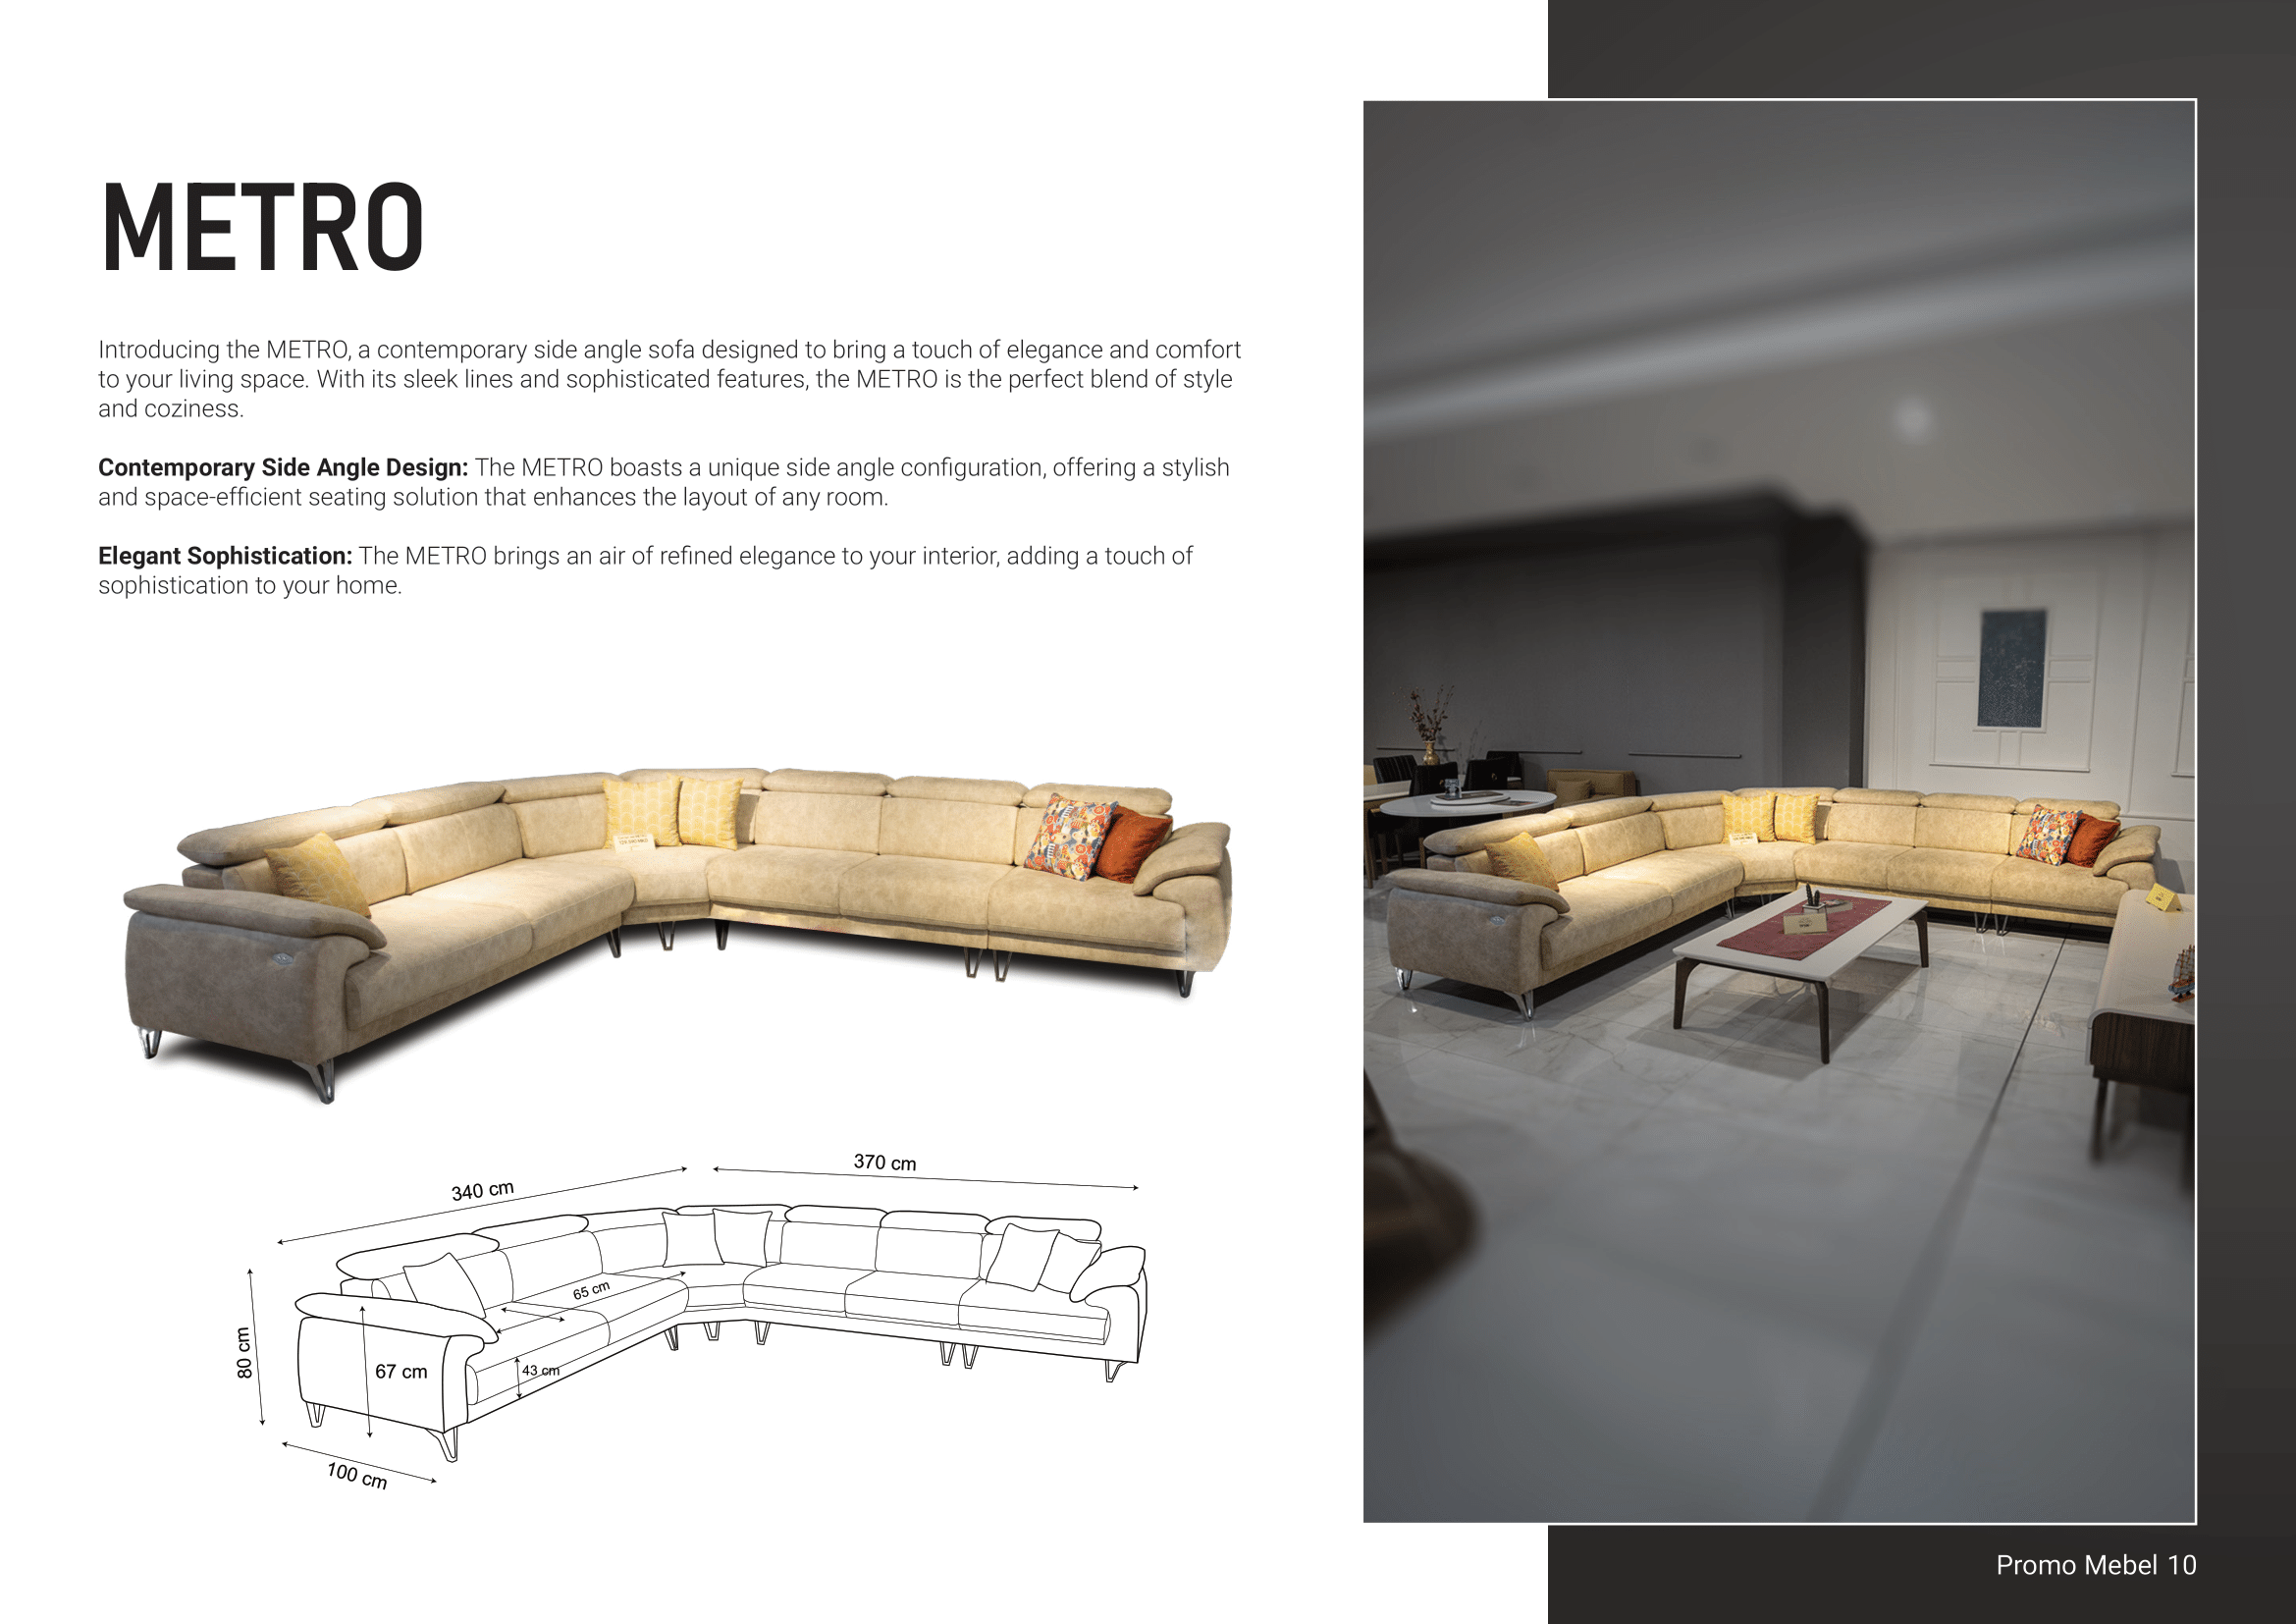 METRO
Introducing the METRO, a contemporary side angle sofa designed to bring a touch of elegance and comfort
to your living space. With its sleek lines and sophisticated features, the METRO is the perfect blend of style
and coziness.
Contemporary Side Angle Design: The METRO boasts a unique side angle configuration, offering a stylish
and space-efficient seating solution that enhances the layout of any room.
Elegant Sophistication: The METRO brings an air of refined elegance to your interior, adding a touch of
sophistication to your home.
340 cm
370 cm
65 cm
80 cm
67 cm
43 cm
100 cm
Promo Mebel 10